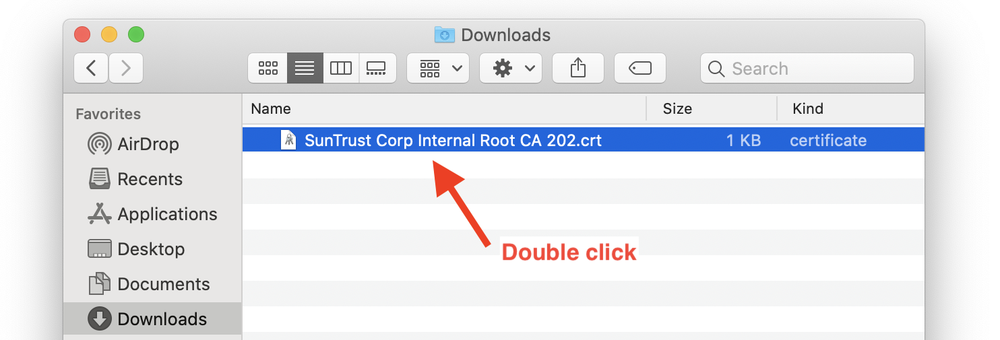 Downloads
Search
Favorites
AirDrop
Recents
Applications
Desktop
Documents
Downloads
Name Size Kind
SunTrust Corp Internal Root CA 202.crt 1 KB certificate
Double click